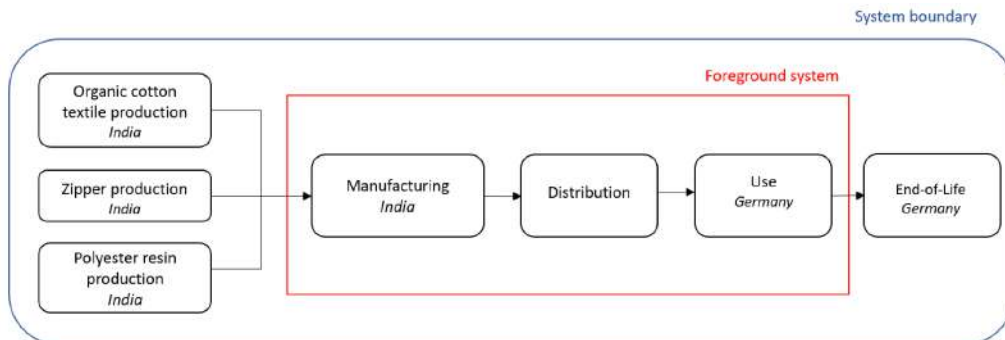 System boundary
Foreground system
Organic cotton
textile production
India
Zipper production
India
Polyester resin
production
India
Manufacturing
India
Distribution
Use
Germany
End-of-Life
Germany